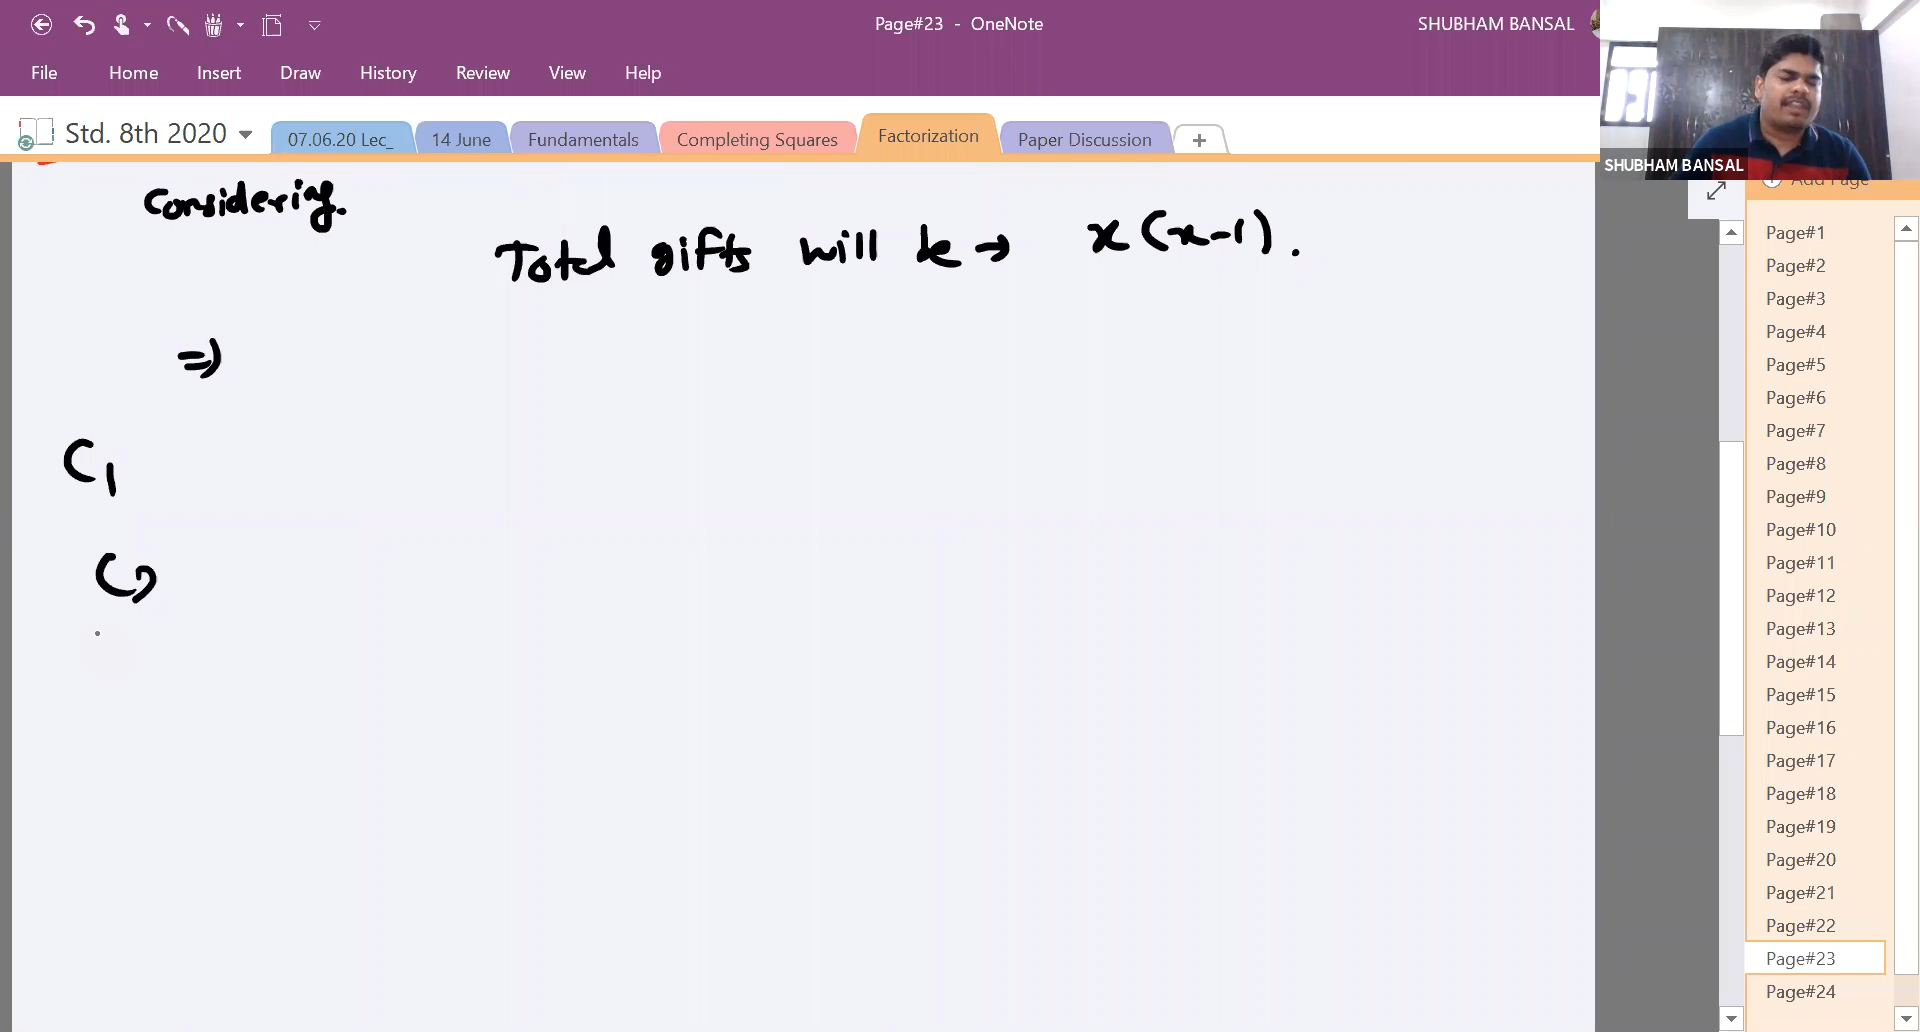 Page#23 - OneNote
SHUBHAM BANSAL
File Home Insert Draw History Review View Help
Std. 8th 2020
07.06.20 Lec_ 14 June Fundamentals Completing Squares Factorization Paper Discussion +
SHUBHAM BANSAL
Add Page
Considering.
Total gifts will be → x(x-1).
⇒
C1
C2
Page#1
Page#2
Page#3
Page#4
Page#5
Page#6
Page#7
Page#8
Page#9
Page#10
Page#11
Page#12
Page#13
Page#14
Page#15
Page#16
Page#17
Page#18
Page#19
Page#20
Page#21
Page#22
Page#23
Page#24